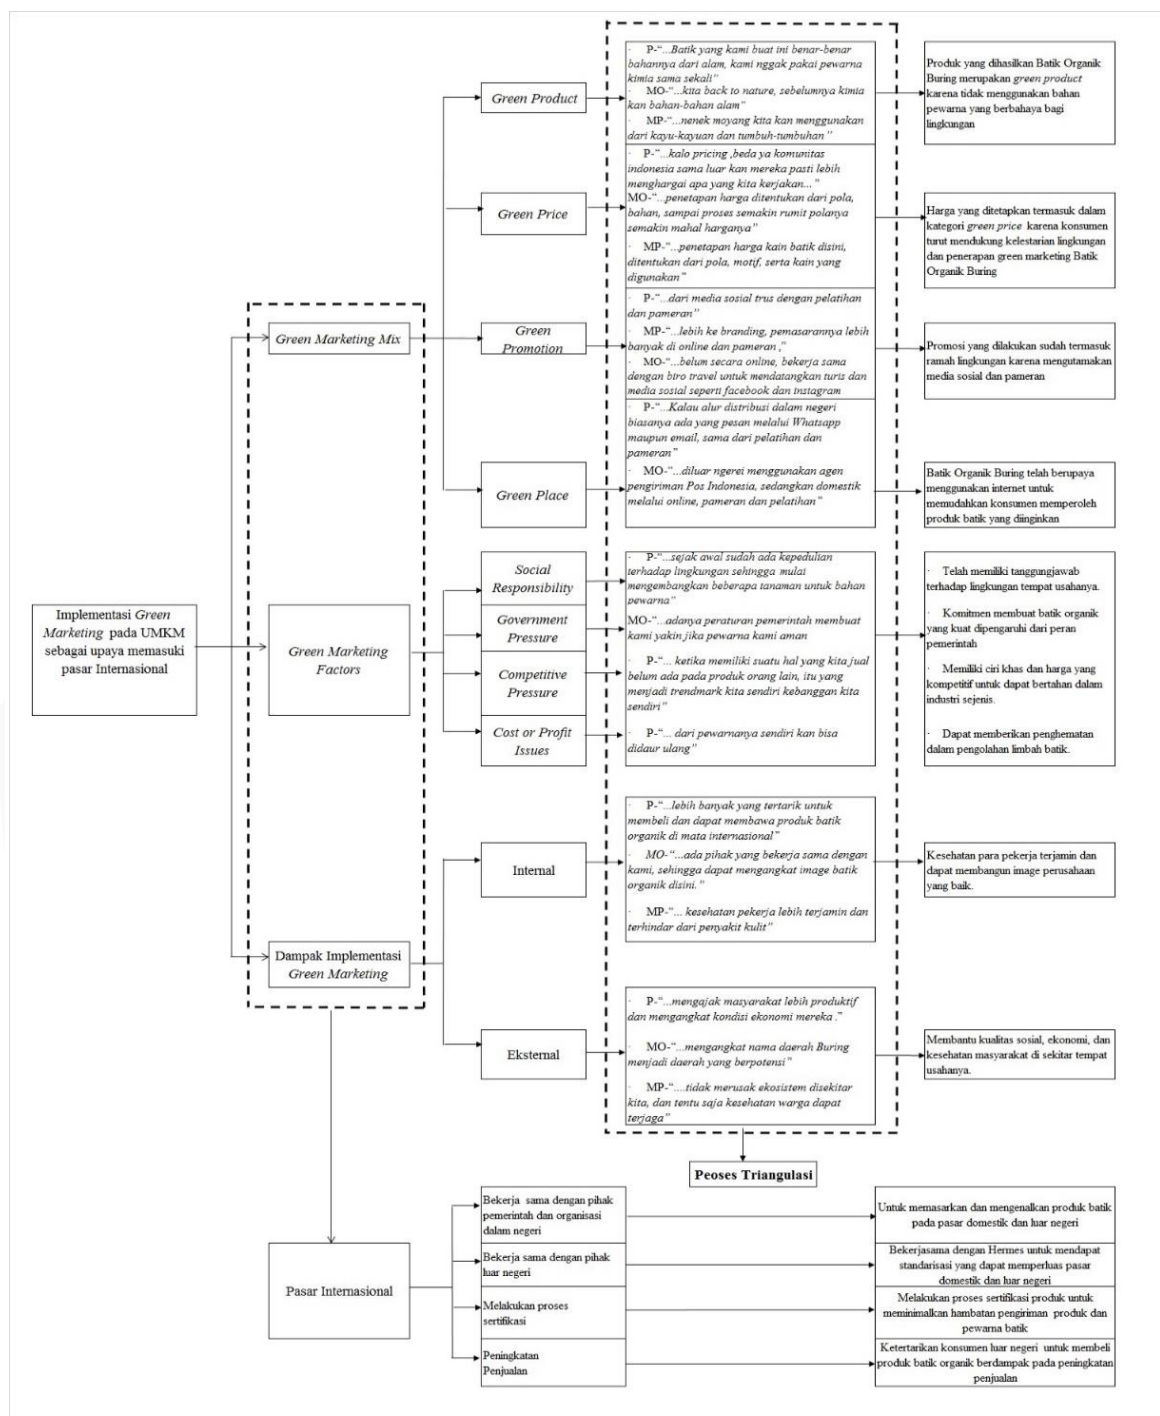 Implementasi Green
Marketing pada UMKM
sebagai upaya memasuki
pasar Internasional
Green Marketing Mix
Green Product
· P-“...Batik yang kami buat ini benar-benar
bahannya dari alam, kami nggak pakai pewarna
kimia sama sekali”
· MO-“...kita back to nature, sebelumnya kimia
kan bahan-bahan alam”
· MP-“...nenek moyang kita kan menggunakan
dari kayu-kayuan dan tumbuh-tumbuhan ”
Produk yang dihasilkan Batik Organik
Buring merupakan green product
karena tidak menggunakan bahan
pewarna yang berbahaya bagi
lingkungan
Green Price
· P-“...kalo pricing ,beda ya komunitas
indonesia sama luar kan mereka pasti lebih
menghargai apa yang kita kerjakan... ”
MO-“...penetapan harga ditentukan dari pola,
bahan, sampai proses semakin rumit polanya
semakin mahal harganya”
· MP-“...penetapan harga kain batik disini,
ditentukan dari pola, motif, serta kain yang
digunakan”
Harga yang ditetapkan termasuk dalam
kategori green price karena konsumen
turut mendukung kelestarian lingkungan
dan penerapan green marketing Batik
Organik Buring
Green
Promotion
· P-“...dari media sosial trus dengan pelatihan
dan pameran”
· MP-“...lebih ke branding, pemasarannya lebih
banyak di online dan pameran ,”
· MO-“...belum secara online, bekerja sama
dengan biro travel untuk mendatangkan turis dan
media sosial seperti facebook dan instagram
Promosi yang dilakukan sudah termasuk
ramah lingkungan karena mengutamakan
media sosial dan pameran
Green Place
· P-“...Kalau alur distribusi dalam negeri
biasanya ada yang pesan melalui Whatsapp
maupun email, sama dari pelatihan dan
pameran”
· MO-“...diluar ngerei menggunakan agen
pengiriman Pos Indonesia, sedangkan domestik
melalui online, pameran dan pelatihan”
Batik Organik Buring telah berupaya
menggunakan internet untuk
memudahkan konsumen memperoleh
produk batik yang diinginkan
Green Marketing
Factors
Social
Responsibility
Government
Pressure
Competitive
Pressure
Cost or Profit
Issues
· P-“...sejak awal sudah ada kepedulian
terhadap lingkungan sehingga mulai
mengembangkan beberapa tanaman untuk bahan
pewarna”
MO-“...adanya peraturan pemerintah membuat
kami yakin jika pewarna kami aman
· P-“... ketika memiliki suatu hal yang kita jual
belum ada pada produk orang lain, itu yang
menjadi trendmark kita sendiri kebanggan kita
sendiri”
· P-“... dari pewarnanya sendiri kan bisa
didaur ulang”
· Telah memiliki tanggungjawab
terhadap lingkungan tempat usahanya.
· Komitmen membuat batik organik
yang kuat dipengaruhi dari peran
pemerintah
· Memiliki ciri khas dan harga yang
kompetitif untuk dapat bertahan dalam
industri sejenis.
· Dapat memberikan penghematan
dalam pengolahan limbah batik.
Dampak Implementasi
Green Marketing
Internal
· P-“...lebih banyak yang tertarik untuk
membeli dan dapat membawa produk batik
organik di mata internasional”
· MO-“...ada pihak yang bekerja sama dengan
kami, sehingga dapat mengangkat image batik
organik disini. ”
· MP-“... kesehatan pekerja lebih terjamin dan
terhindar dari penyakit kulit”
Kesehatan para pekerja terjamin dan
dapat membangun image perusahaan
yang baik.
Eksternal
· P-“...mengajak masyarakat lebih produktif
dan mengangkat kondisi ekonomi mereka .”
· MO-“...mengangkat nama daerah Buring
menjadi daerah yang berpotensi”
· MP-“....tidak merusak ekosistem disekitar
kita, dan tentu saja kesehatan warga dapat
terjaga”
Membantu kualitas sosial, ekonomi, dan
kesehatan masyarakat di sekitar tempat
usahanya.
Peoses Triangulasi
Pasar Internasional
Bekerja sama dengan pihak
pemerintah dan organisasi
dalam negeri
Untuk memasarkan dan mengenalkan produk batik
pada pasar domestik dan luar negeri
Bekerja sama dengan pihak
luar negeri
Bekerjasama dengan Hermes untuk mendapat
standarisasi yang dapat memperluas pasar
domestik dan luar negeri
Melakukan proses
sertifikasi
Melakukan proses sertifikasi produk untuk
meminimalkan hambatan pengiriman produk dan
pewarna batik
Peningkatan
Penjualan
Ketertarikan konsumen luar negeri untuk membeli
produk batik organik berdampak pada peningkatan
penjualan